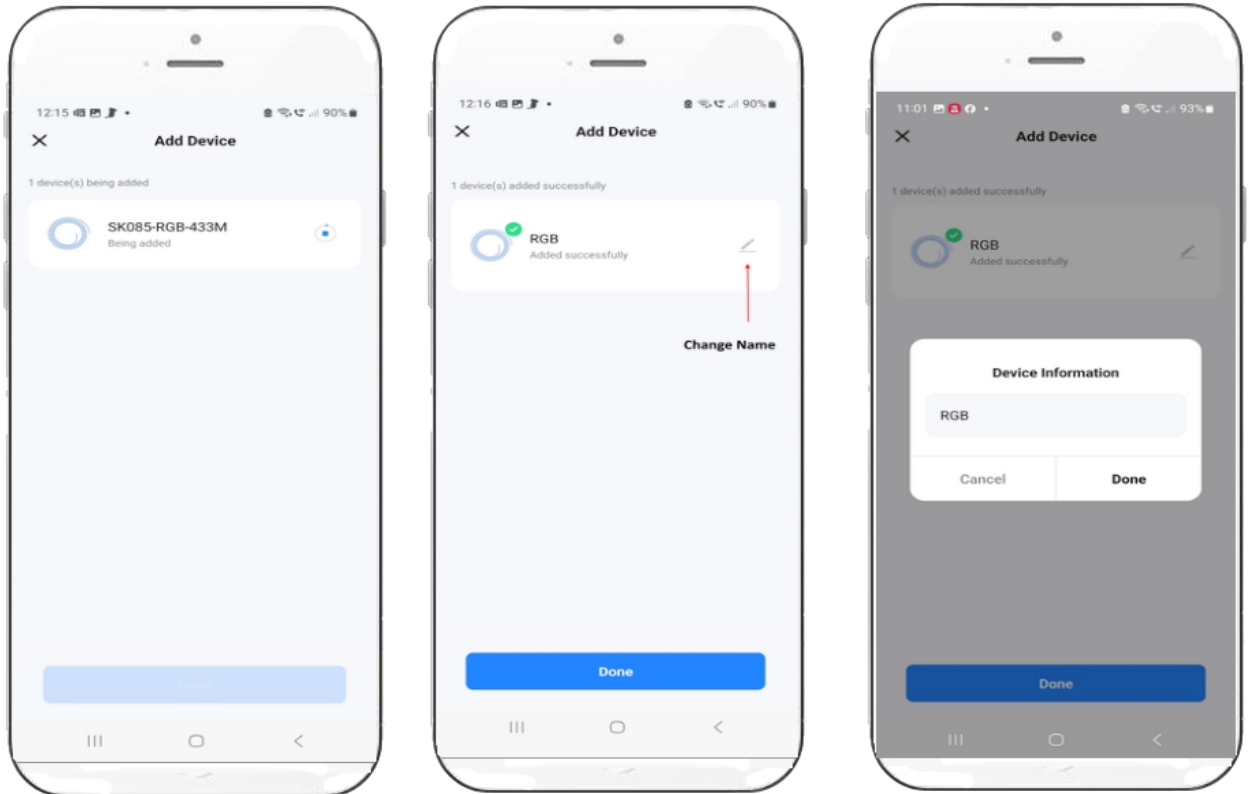 12:15
90%
Add Device
1 device(s) being added
SK085-RGB-433M
Being added
Done
12:16
90%
Add Device
1 device(s) added successfully
RGB
Added successfully
Change Name
Done
11:01
93%
Add Device
1 device(s) added successfully
RGB
Added successfully
Device Information
RGB
Cancel
Done
Done